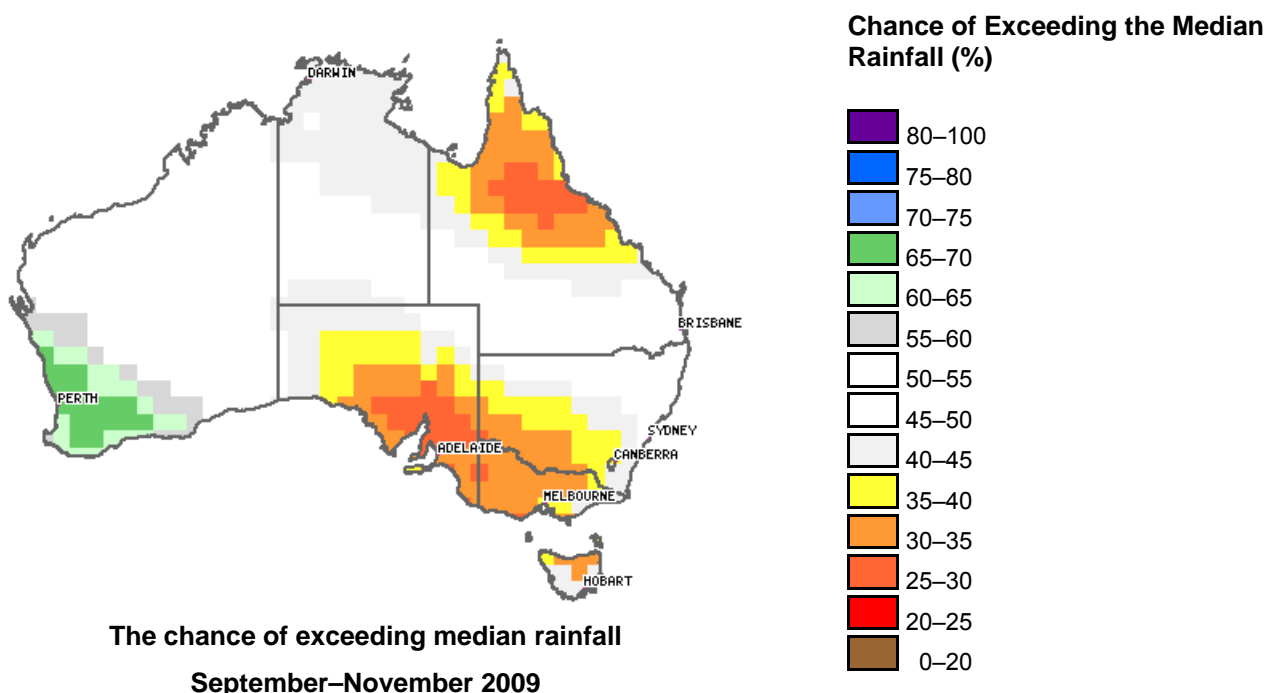 Chance of Exceeding the Median
Rainfall (%)
80–100
75–80
70–75
65–70
60–65
55–60
50–55
45–50
40–45
35–40
30–35
25–30
20–25
0–20
DARWIN
BRISBANE
PERTH
SYDNEY
ADELAIDE
CANBERRA
MELBOURNE
HOBART
The chance of exceeding median rainfall
September–November 2009